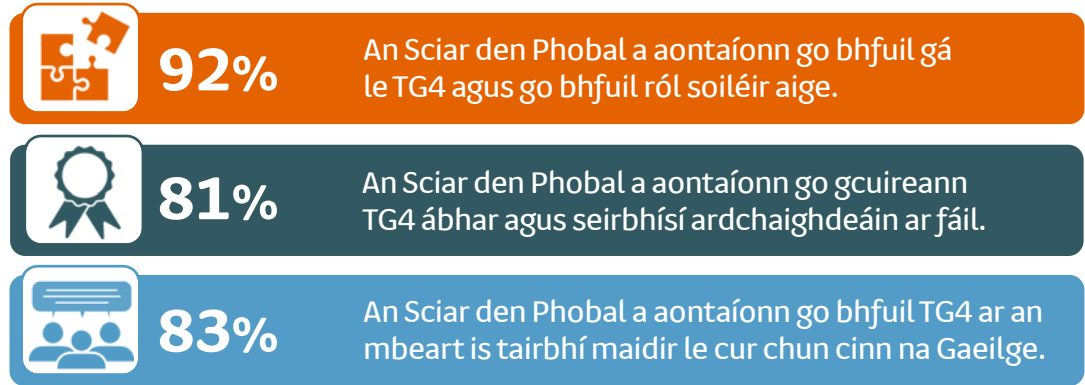 92%
An Sciar den Phobal a aontaíonn go bhfuil gá
le TG4 agus go bhfuil ról soiléir aige.
81%
An Sciar den Phobal a aontaíonn go gcuireann
TG4 ábhar agus seirbhísí ardchaighdeáin ar fáil.
83%
An Sciar den Phobal a aontaíonn go bhfuil TG4 ar an
mbeart is tairbhí maidir le cur chun cinn na Gaeilge.